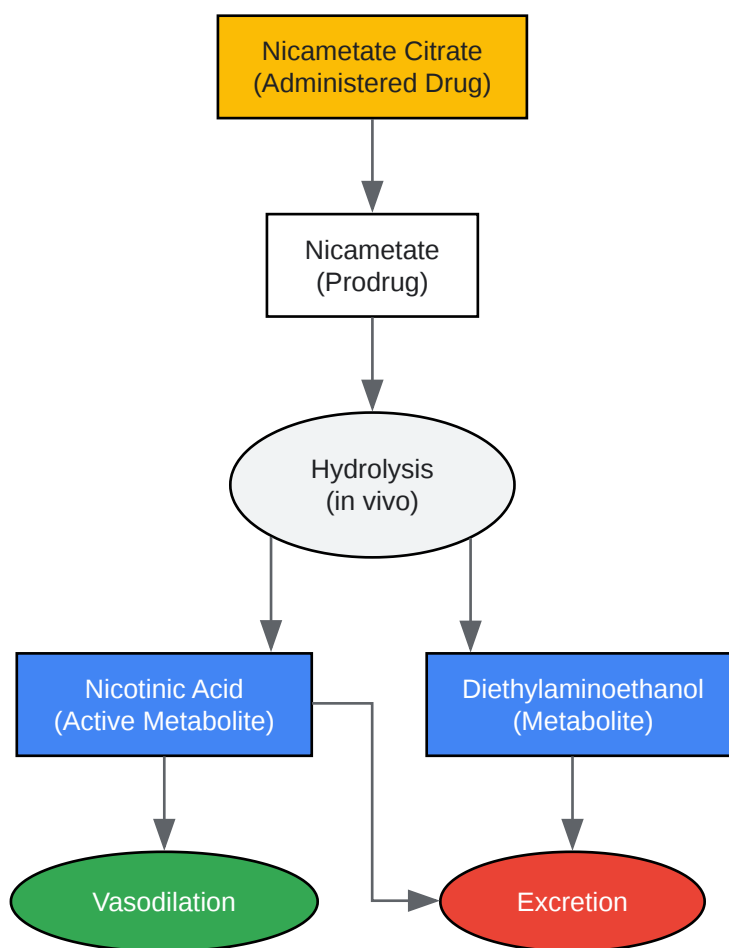 Nicametate Citrate
(Administered Drug)
Nicametate
(Prodrug)
Hydrolysis
(in vivo)
Nicotinic Acid
(Active Metabolite)
Diethylaminoethanol
(Metabolite)
Vasodilation
Excretion